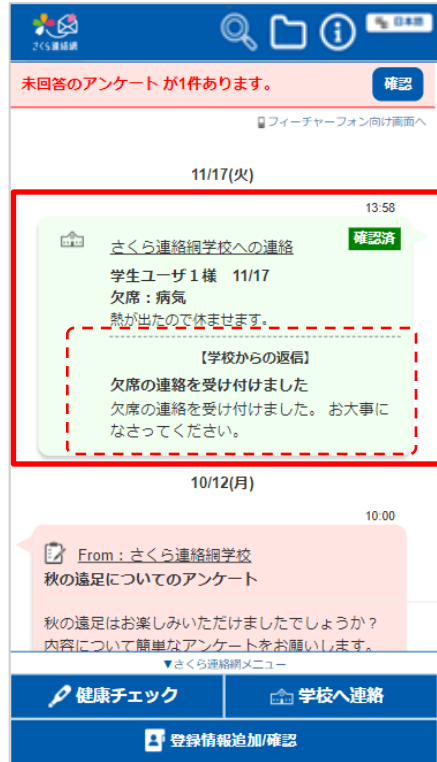 さくら連絡網
日本語
未回答のアンケート が1件あります。
確認
フィーチャーフォン向け画面へ
11/17(火)
13:58
さくら連絡網学校への連絡
確認済
学生ユーザ１様 11/17
欠席：病気
熱が出たので休ませます。
【学校からの返信】
欠席の連絡を受け付けました
欠席の連絡を受け付けました。 お大事に
なさってください。
10/12(月)
10:00
From：さくら連絡網学校
秋の遠足についてのアンケート
秋の遠足はお楽しみいただけましたでしょうか？
内容について簡単なアンケートをお願いします。
▼さくら連絡網メニュー
健康チェック
学校へ連絡
登録情報追加/確認